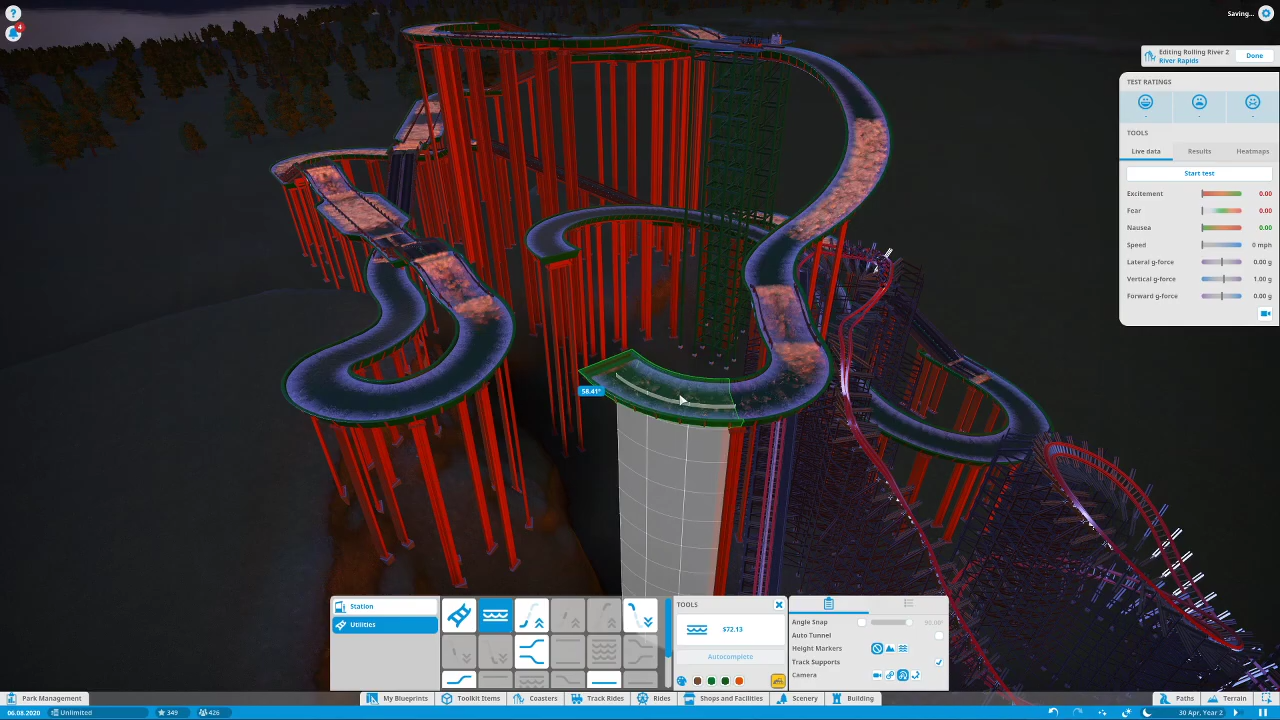 ?
4
Saving...
Editing Rolling River 2
River Rapids
Done
TEST RATINGS
- - -
TOOLS
Live data Results Heatmaps
Start test
Excitement 0.00
Fear 0.00
Nausea 0.00
Speed 0 mph
Lateral g-force 0.00 g
Vertical g-force 1.00 g
Forward g-force 0.00 g
58.41°
Station
Utilities
TOOLS
$72.13
Autocomplete
Angle Snap 90.00°
Auto Tunnel
Height Markers
Track Supports
Camera
Park Management
My Blueprints Toolkit Items Coasters Track Rides Rides Shops and Facilities Scenery Building
Paths Terrain
06.08.2020 Unlimited 349 426
30 Apr, Year 2